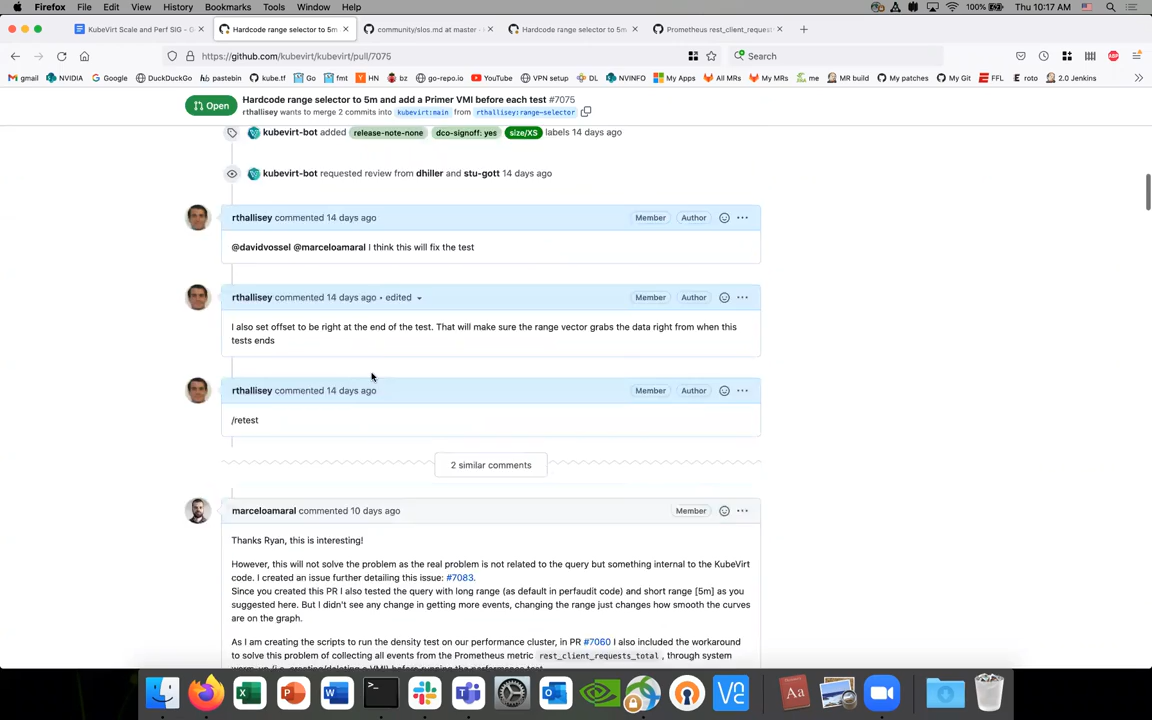 Firefox File Edit View History Bookmarks Tools Window Help 100% Thu 10:17 AM
KubeVirt Scale and Perf SIG - G × Hardcode range selector to 5m × community/slos.md at master · × Hardcode range selector to 5m × Prometheus rest_client_request × +
https://github.com/kubevirt/kubevirt/pull/7075 Search
gmail NVIDIA Google DuckDuckGo hpastebin kube.tf Go fmt HN bz go-repo.io YouTube VPN setup DL NVINFO My Apps All MRs My MRs MR build My patches My Git FFL roto 2.0 Jenkins »
Open Hardcode range selector to 5m and add a Primer VMI before each test #7075
rthallisey wants to merge 2 commits into kubevirt:main from rthallisey:range-selector
kubevirt-bot added release-note-none dco-signoff: yes size/XS labels 14 days ago
kubevirt-bot requested review from dhiller and stu-gott 14 days ago
rthallisey commented 14 days ago Member Author ...
@davidvossel @marceloamaral I think this will fix the test
rthallisey commented 14 days ago • edited Member Author ...
I also set offset to be right at the end of the test. That will make sure the range vector grabs the data right from when this
tests ends
rthallisey commented 14 days ago Member Author ...
/retest
2 similar comments
marceloamaral commented 10 days ago Member ...
Thanks Ryan, this is interesting!
However, this will not solve the problem as the real problem is not related to the query but something internal to the KubeVirt
code. I created an issue further detailing this issue: #7083.
Since you created this PR I also tested the query with long range (as default in perfaudit code) and short range [5m] as you
suggested here. But I didn't see any change in getting more events, changing the range just changes how smooth the curves
are on the graph.
As I am creating the scripts to run the density test on our performance cluster, in PR #7060 I also included the workaround
to solve this problem of collecting all events from the Prometheus metric rest_client_requests_total, through system
warm-up (i.e. creating/deleting a VMI) before running the performance test.